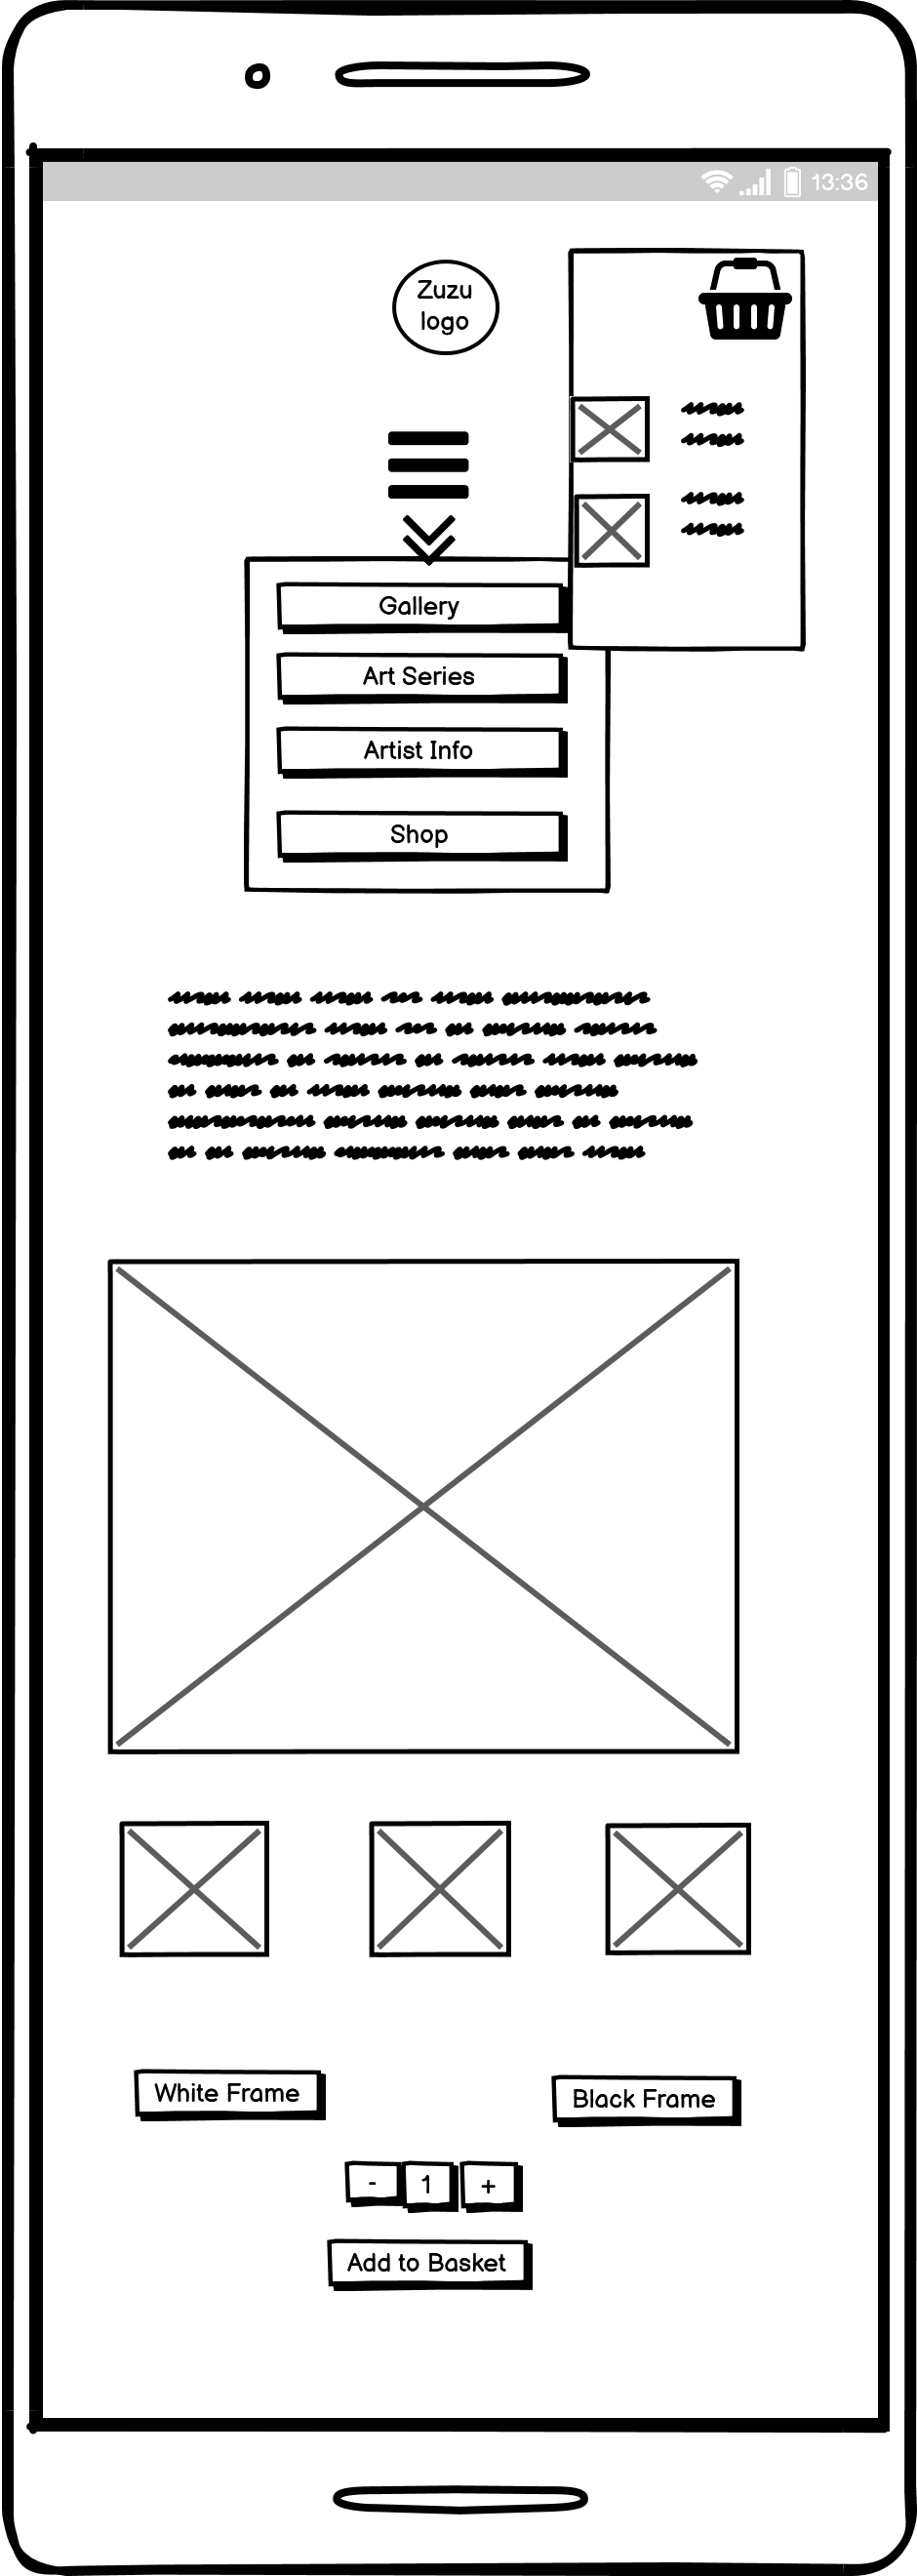 13:36
Zuzu
logo
Gallery
Art Series
Artist Info
Shop
White Frame
Black Frame
- 1 +
Add to Basket